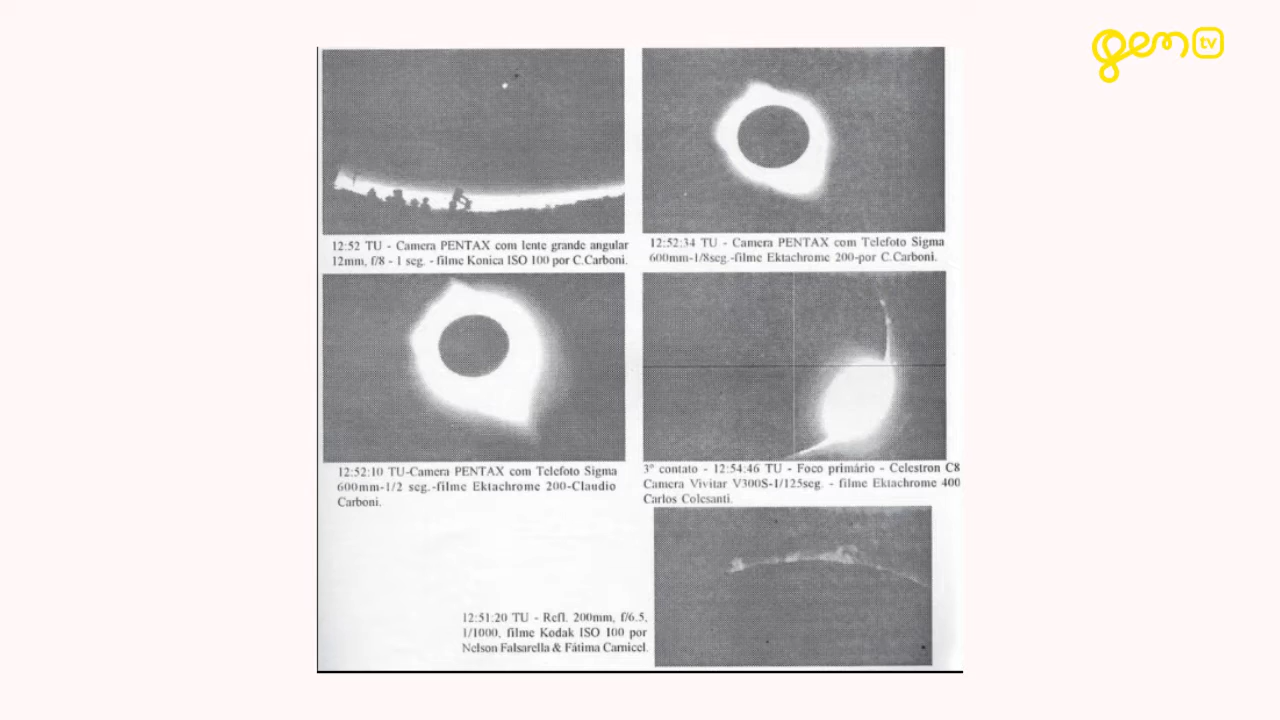 gem tv
12:52 TU - Camera PENTAX com lente grande angular
12mm, f/8 - 1 seg. - filme Konica ISO 100 por C.Carboni.
12:52:34 TU - Camera PENTAX com Telefoto Sigma
600mm-1/8seg.-filme Ektachrome 200-por C.Carboni.
12:52:10 TU-Camera PENTAX com Telefoto Sigma
600mm-1/2 seg.-filme Ektachrome 200-Claudio
Carboni.
3º contato - 12:54:46 TU - Foco primário - Celestron C8
Camera Vivitar V300S-1/125seg. - filme Ektachrome 400
Carlos Colesanti.
12:51:20 TU - Refl. 200mm, f/6.5,
1/1000, filme Kodak ISO 100 por
Nelson Falsarella & Fátima Carnicel.